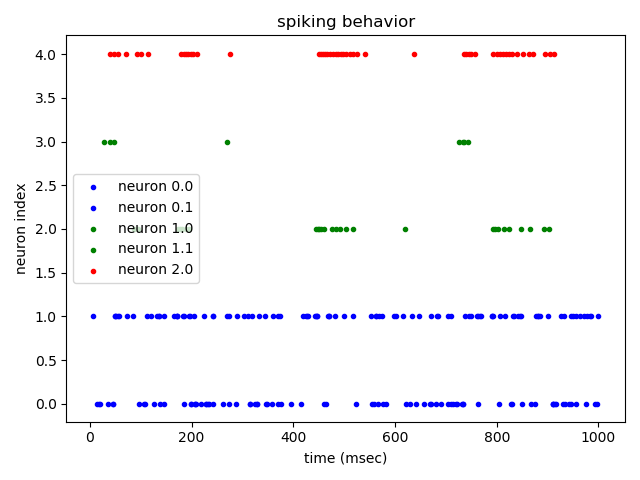 spiking behavior
4.0
3.5
3.0
2.5
2.0
1.5
1.0
0.5
0.0
neuron index
neuron 0.0
neuron 0.1
neuron 1.0
neuron 1.1
neuron 2.0
0
200
400
600
800
1000
time (msec)